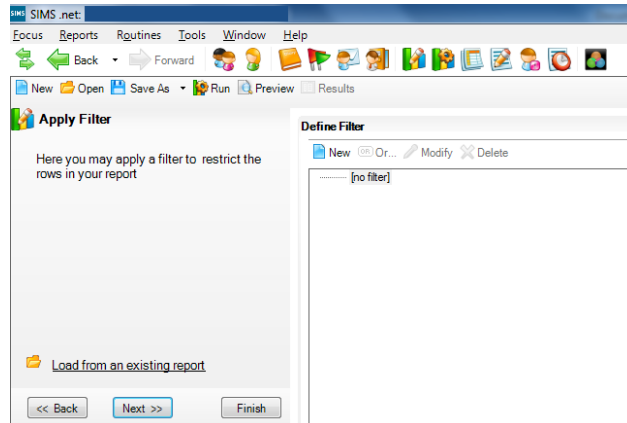 SIMS SIMS .net:
Focus Reports Routines Tools Window Help
Back Forward
New Open Save As Run Preview Results
Apply Filter
Here you may apply a filter to restrict the
rows in your report
Load from an existing report
<< Back Next >> Finish
Define Filter
New OR Or... Modify Delete
[no filter]